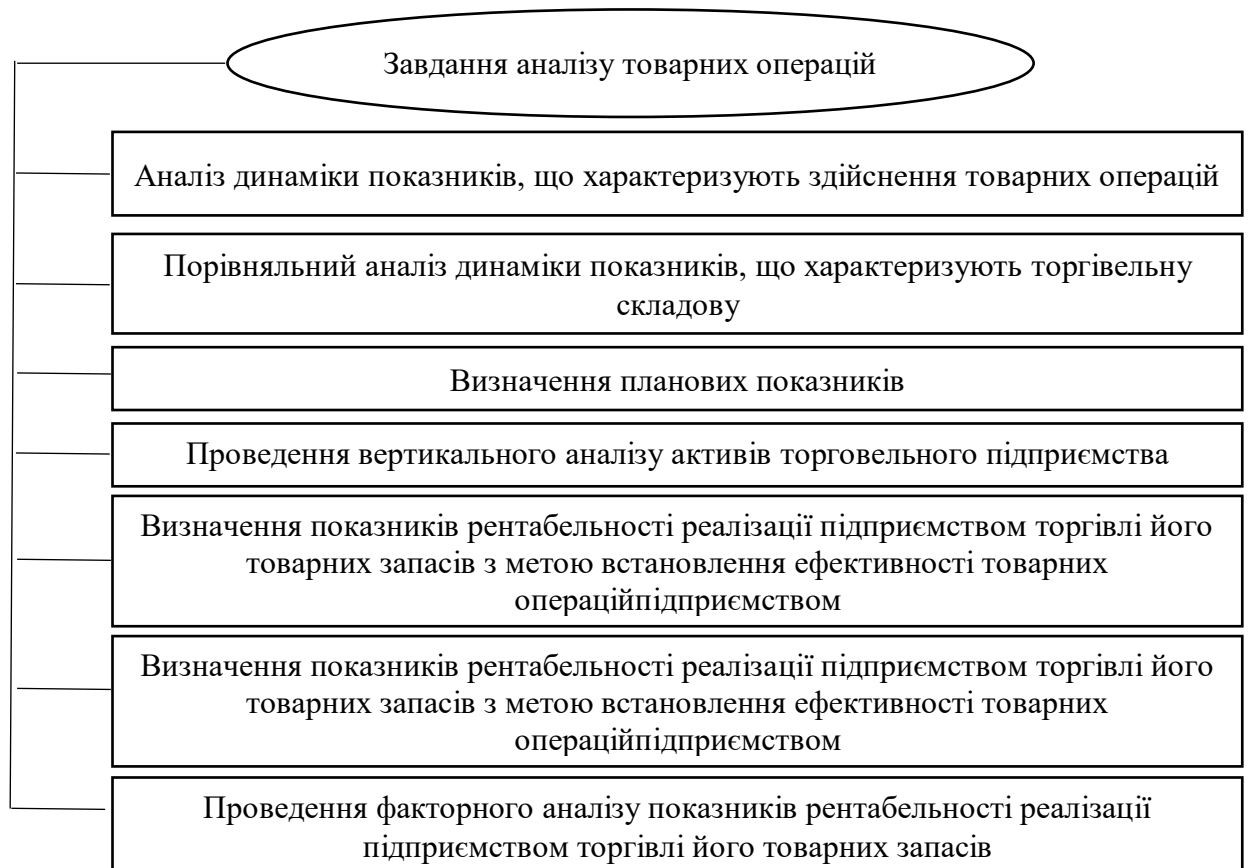 Завдання аналізу товарних операцій
Аналіз динаміки показників, що характеризують здійснення товарних операцій
Порівняльний аналіз динаміки показників, що характеризують торгівельну
складову
Визначення планових показників
Проведення вертикального аналізу активів торговельного підприємства
Визначення показників рентабельності реалізації підприємством торгівлі його
товарних запасів з метою встановлення ефективності товарних
операційпідприємством
Визначення показників рентабельності реалізації підприємством торгівлі його
товарних запасів з метою встановлення ефективності товарних
операційпідприємством
Проведення факторного аналізу показників рентабельності реалізації
підприємством торгівлі його товарних запасів